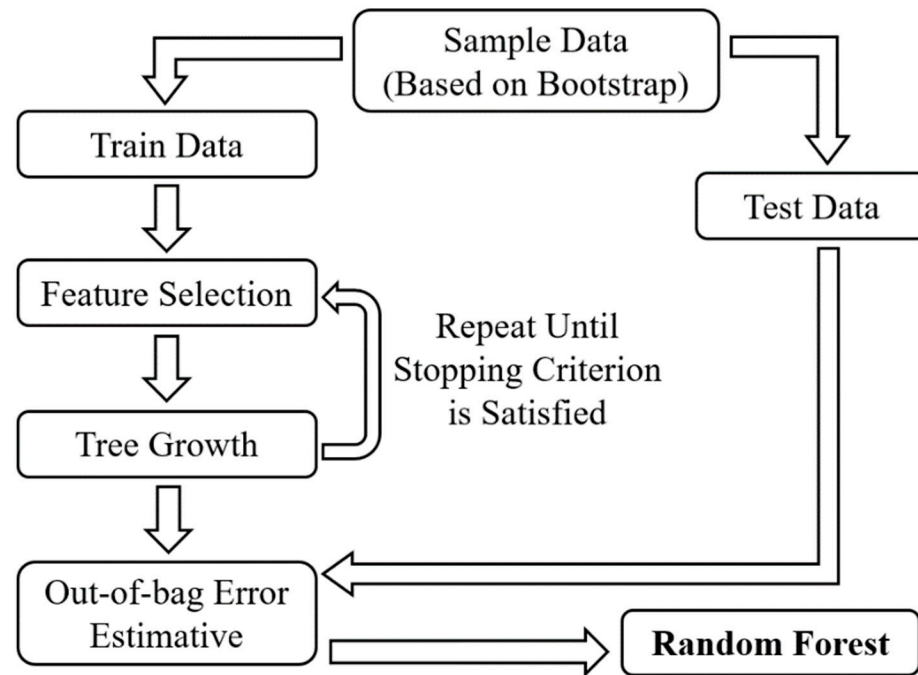 Sample Data
(Based on Bootstrap)
Train Data
Test Data
Feature Selection
Repeat Until
Stopping Criterion
is Satisfied
Tree Growth
Out-of-bag Error
Estimative
Random Forest